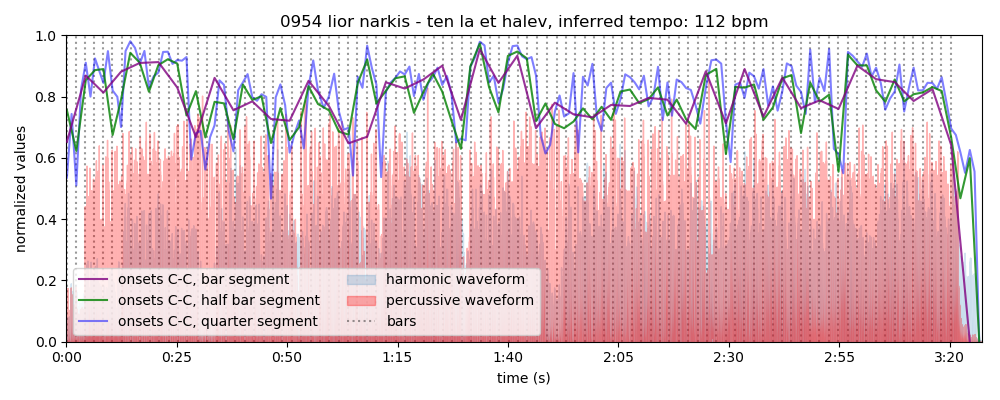 0954 lior narkis - ten la et halev, inferred tempo: 112 bpm
normalized values
1.0
0.8
0.6
0.4
0.2
0.0
onsets C-C, bar segment
onsets C-C, half bar segment
onsets C-C, quarter segment
harmonic waveform
percussive waveform
bars
0:00 0:25 0:50 1:15 1:40 2:05 2:30 2:55 3:20
time (s)